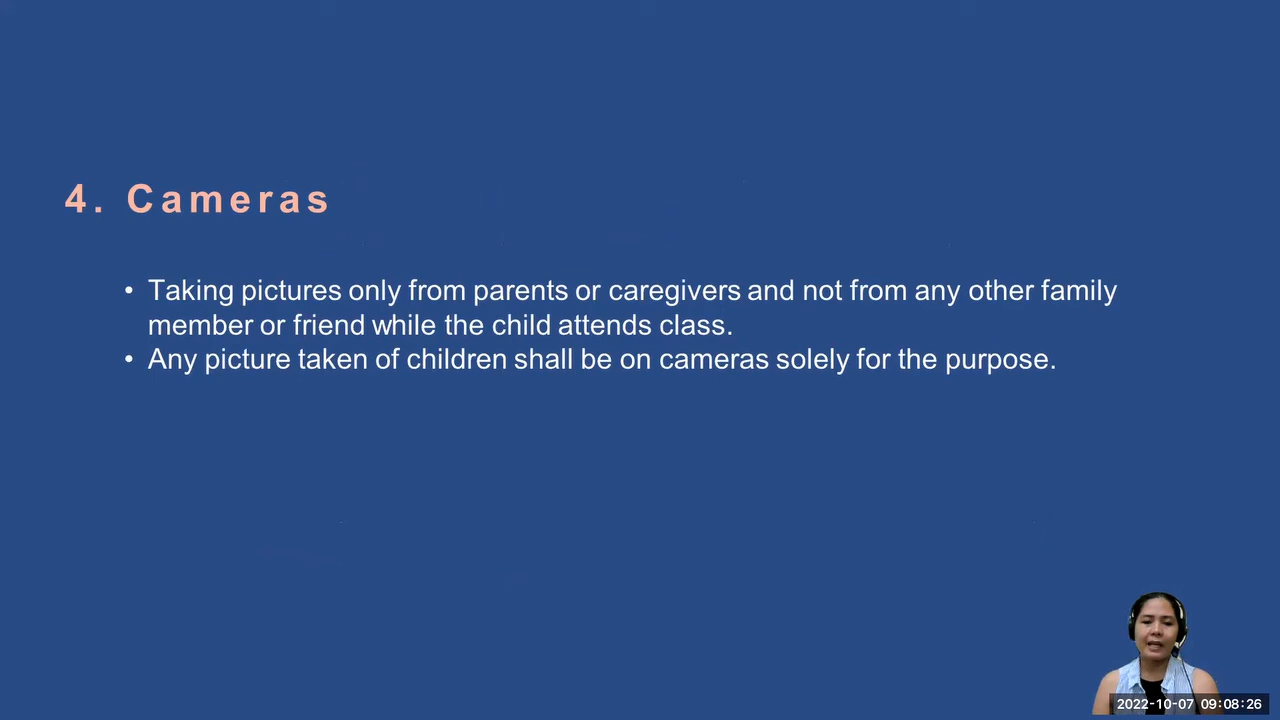 4. Cameras
• Taking pictures only from parents or caregivers and not from any other family
member or friend while the child attends class.
• Any picture taken of children shall be on cameras solely for the purpose.
2022-10-07 09:08:26